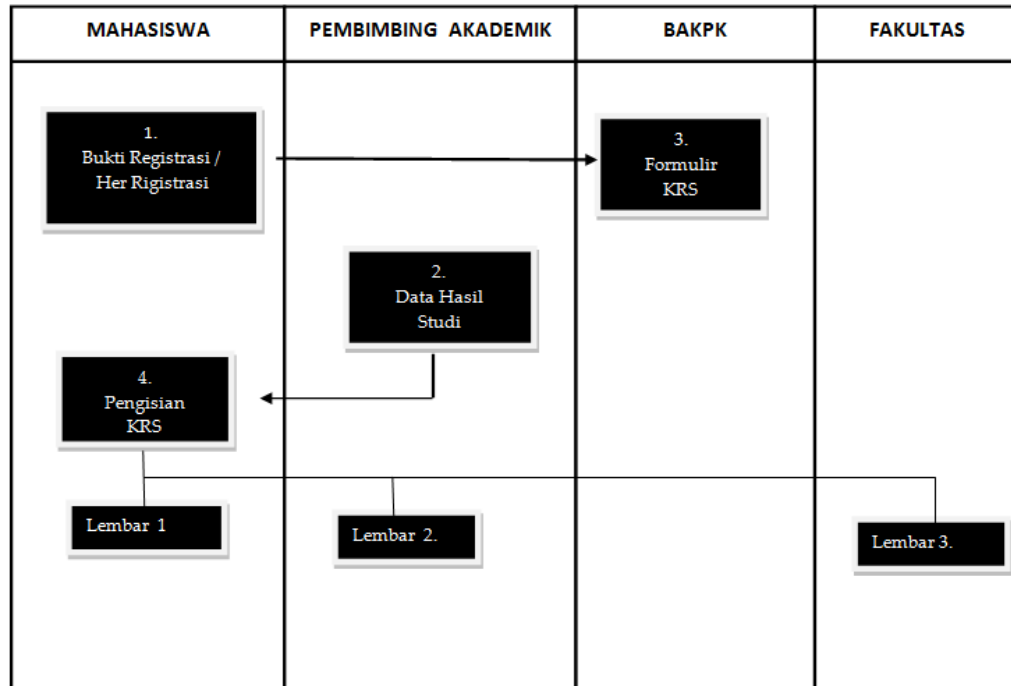 MAHASISWA
PEMBIMBING AKADEMIK
BAKPK
FAKULTAS
1.
Bukti Registrasi /
Her Rigistrasi
3.
Formulir
KRS
2.
Data Hasil
Studi
4.
Pengisian
KRS
Lembar 1
Lembar 2.
Lembar 3.